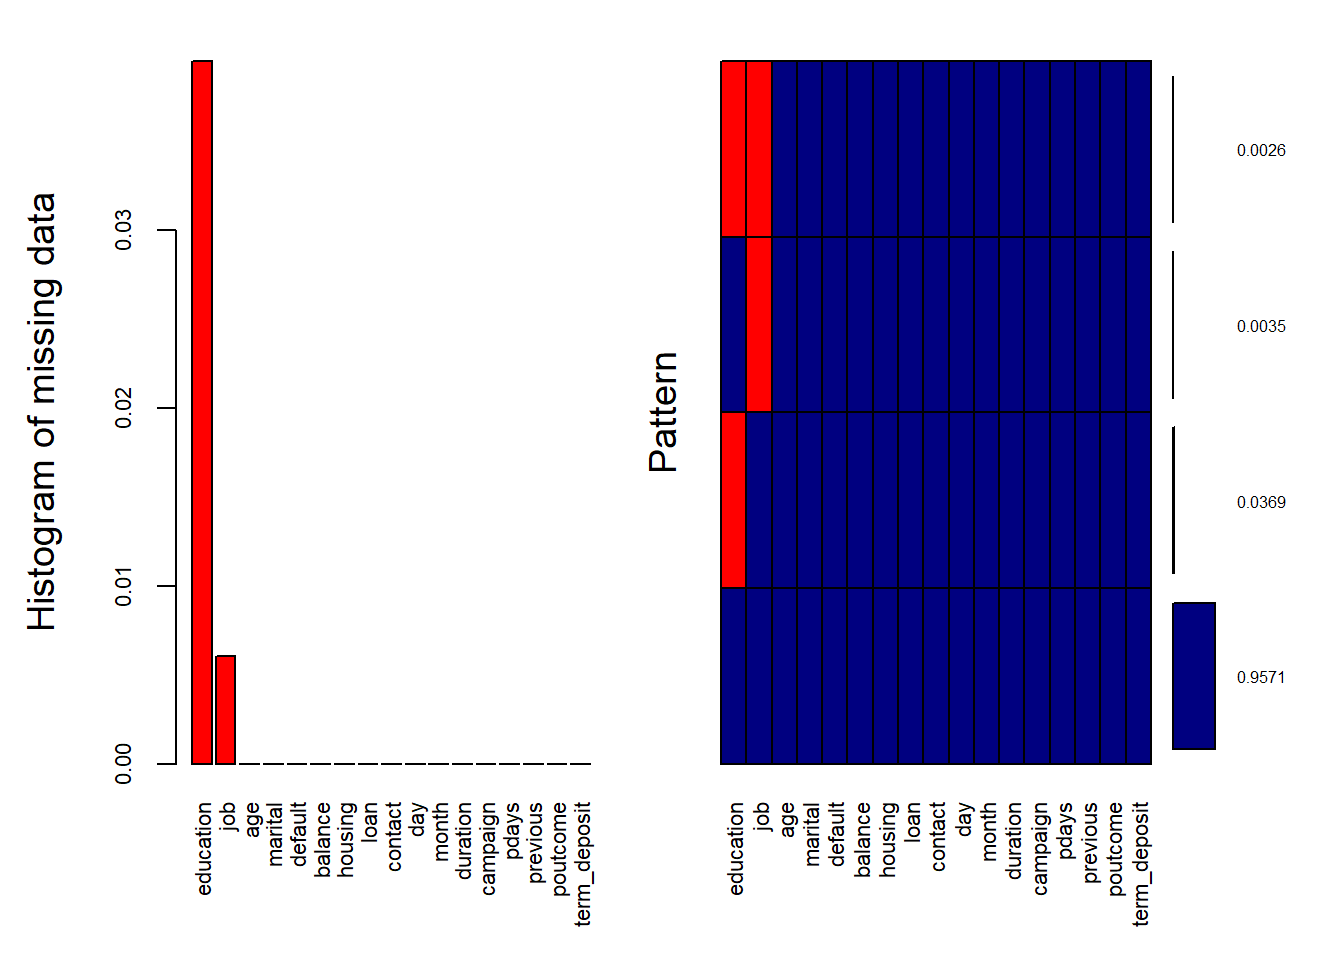 Histogram of missing data
0.03
0.02
0.01
0.00
education
job
age
marital
default
balance
housing
loan
contact
day
month
duration
campaign
pdays
previous
poutcome
term_deposit
Pattern
education
job
age
marital
default
balance
housing
loan
contact
day
month
duration
campaign
pdays
previous
poutcome
term_deposit
0.0026
0.0035
0.0369
0.9571